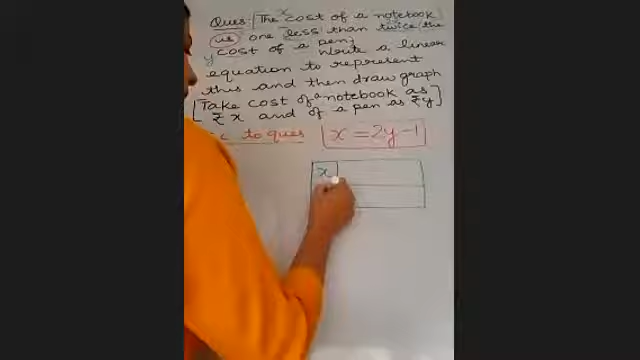 Ques: The cost of a notebook
x
is one less than twice the
y cost of a pen, Write a linear
equation to represent
this and then draw graph
[Take cost of a notebook as
₹ x and of a pen as ₹ y]
to ques x = 2y - 1
x